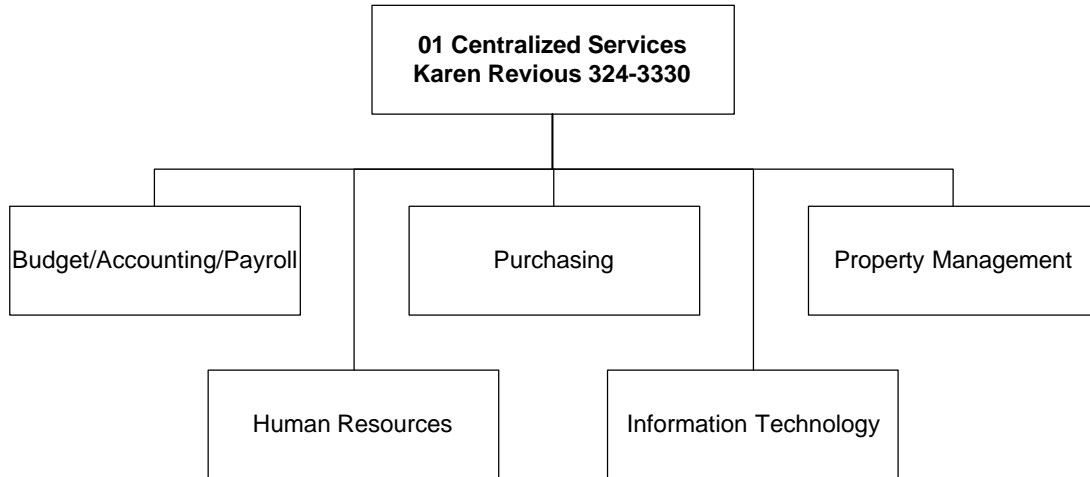 01 Centralized Services
Karen Revious 324-3330
Budget/Accounting/Payroll
Purchasing
Property Management
Human Resources
Information Technology